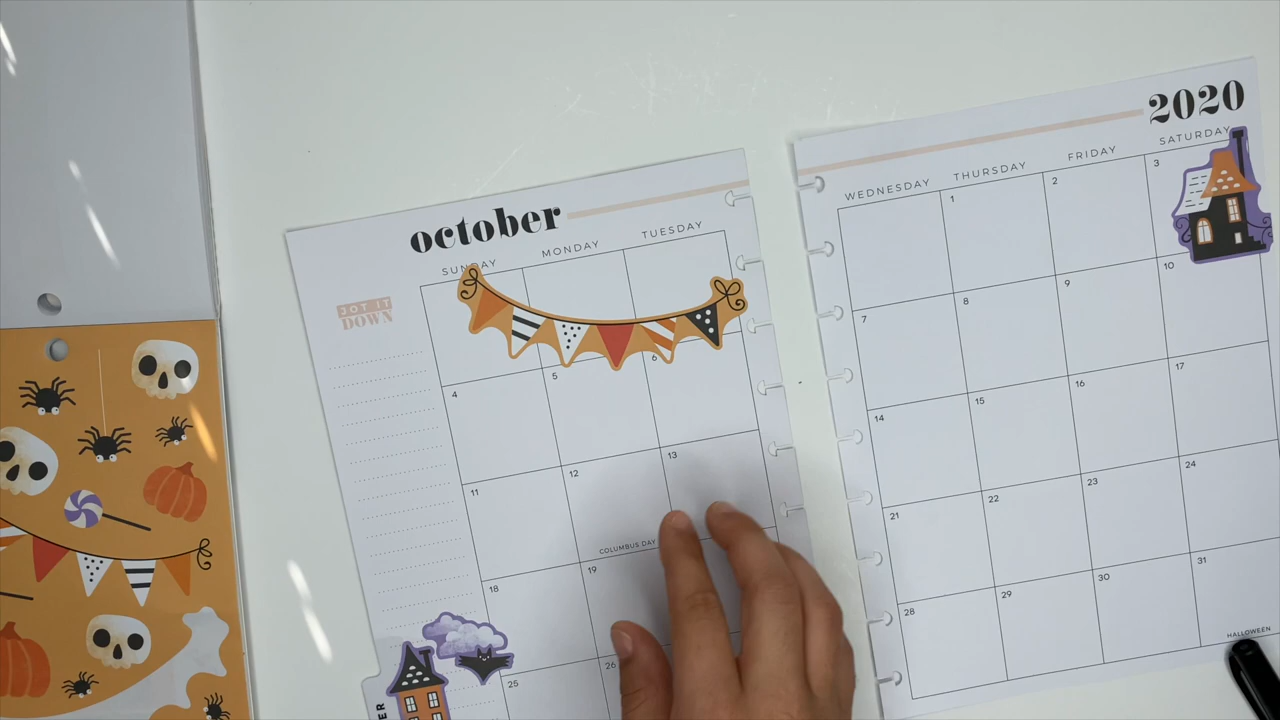 october
2020
SUNDAY MONDAY TUESDAY
WEDNESDAY THURSDAY FRIDAY SATURDAY
JOT IT
DOWN
1 2 3
4 5 6
7 8 9 10
11 12 13
COLUMBUS DAY
14 15 16 17
18 19
21 22 23 24
25 26
28 29 30 31
HALLOWEEN